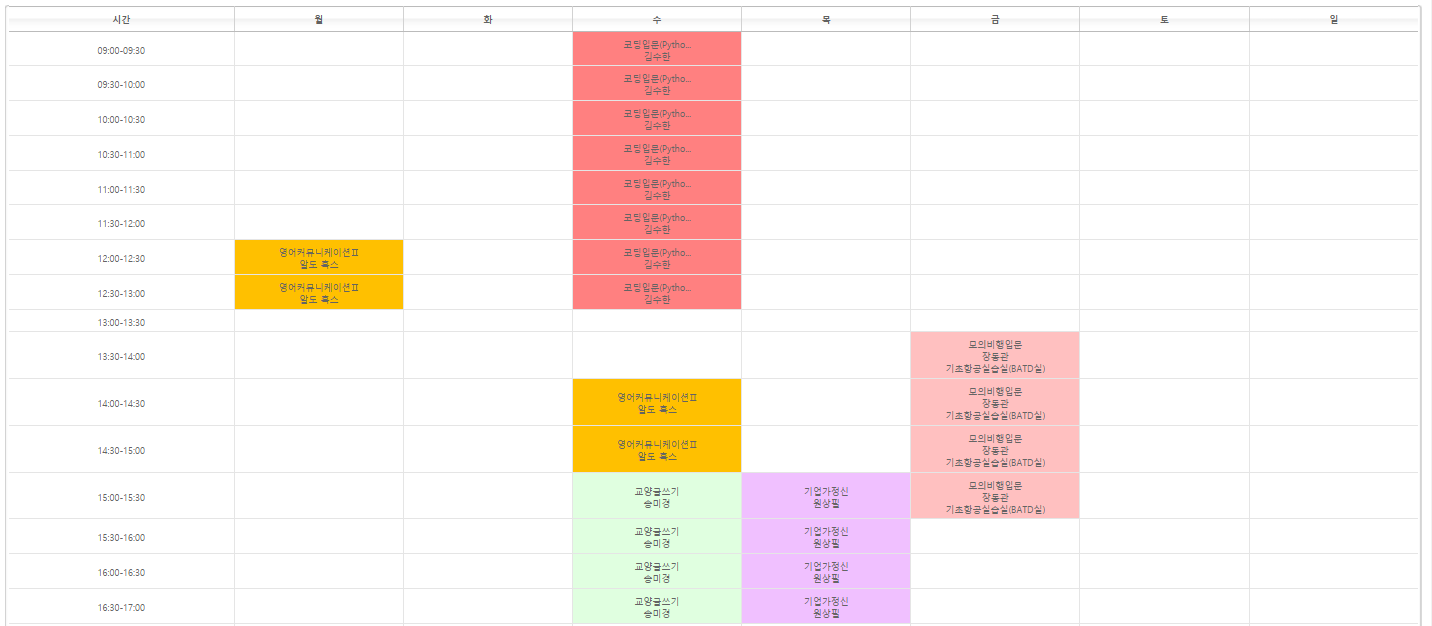 시간 월 화 수 목 금 토 일
09:00-09:30
코딩입문(Pytho...
김수한
09:30-10:00
코딩입문(Pytho...
김수한
10:00-10:30
코딩입문(Pytho...
김수한
10:30-11:00
코딩입문(Pytho...
김수한
11:00-11:30
코딩입문(Pytho...
김수한
11:30-12:00
코딩입문(Pytho...
김수한
12:00-12:30
영어커뮤니케이션Ⅱ
알도 훅스
코딩입문(Pytho...
김수한
12:30-13:00
영어커뮤니케이션Ⅱ
알도 훅스
코딩입문(Pytho...
김수한
13:00-13:30
13:30-14:00
모의비행입문
장동관
기초항공실습실(BATD실)
14:00-14:30
영어커뮤니케이션Ⅱ
알도 훅스
모의비행입문
장동관
기초항공실습실(BATD실)
14:30-15:00
영어커뮤니케이션Ⅱ
알도 훅스
모의비행입문
장동관
기초항공실습실(BATD실)
15:00-15:30
교양글쓰기
송미경
기업가정신
원상필
모의비행입문
장동관
기초항공실습실(BATD실)
15:30-16:00
교양글쓰기
송미경
기업가정신
원상필
16:00-16:30
교양글쓰기
송미경
기업가정신
원상필
16:30-17:00
교양글쓰기
송미경
기업가정신
원상필